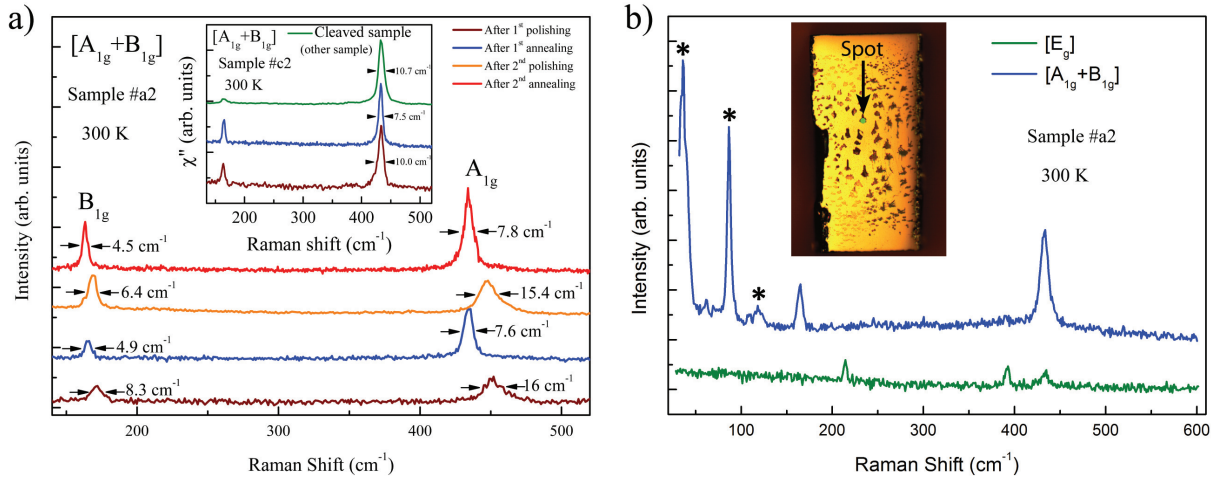 a)
[A1g+B1g]
Sample #a2
300 K
[A1g+B1g]
Sample #c2
300 K
Cleaved sample
(other sample)
10.7 cm-1
7.5 cm-1
10.0 cm-1
χ'' (arb. units)
200
300
400
500
Raman shift (cm-1)
After 1st polishing
After 1st annealing
After 2nd polishing
After 2nd annealing
B1g
A1g
4.5 cm-1
7.8 cm-1
6.4 cm-1
15.4 cm-1
4.9 cm-1
7.6 cm-1
8.3 cm-1
16 cm-1
Intensity (arb. units)
200
300
400
500
Raman Shift (cm-1)
b)
*
*
*
Spot
[Eg]
[A1g+B1g]
Sample #a2
300 K
Intensity (arb. units)
100
200
300
400
500
600
Raman Shift (cm-1)